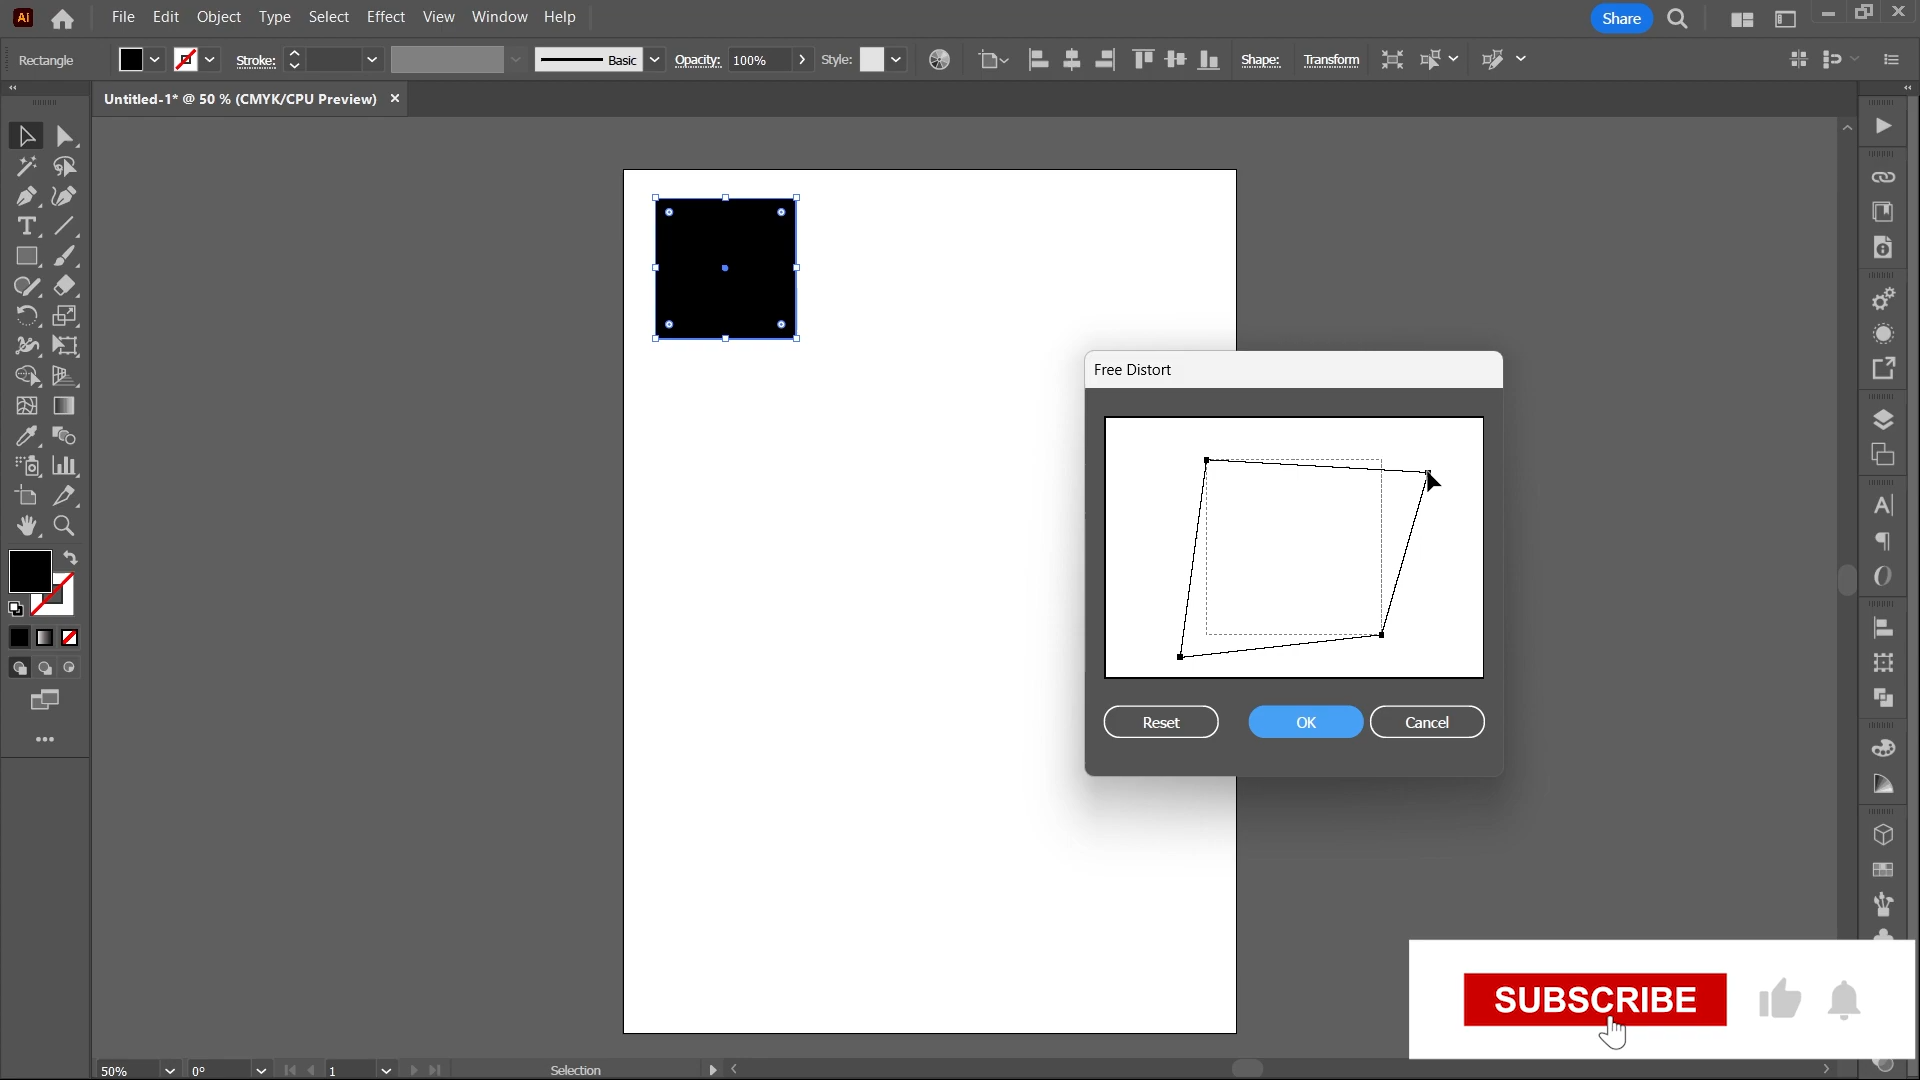 Ai File Edit Object Type Select Effect View Window Help Share
Rectangle Stroke: Basic Opacity: 100% Style: Shape: Transform
Untitled-1* @ 50 % (CMYK/CPU Preview)
Free Distort
Reset OK Cancel
SUBSCRIBE
50% 0° 1 Selection